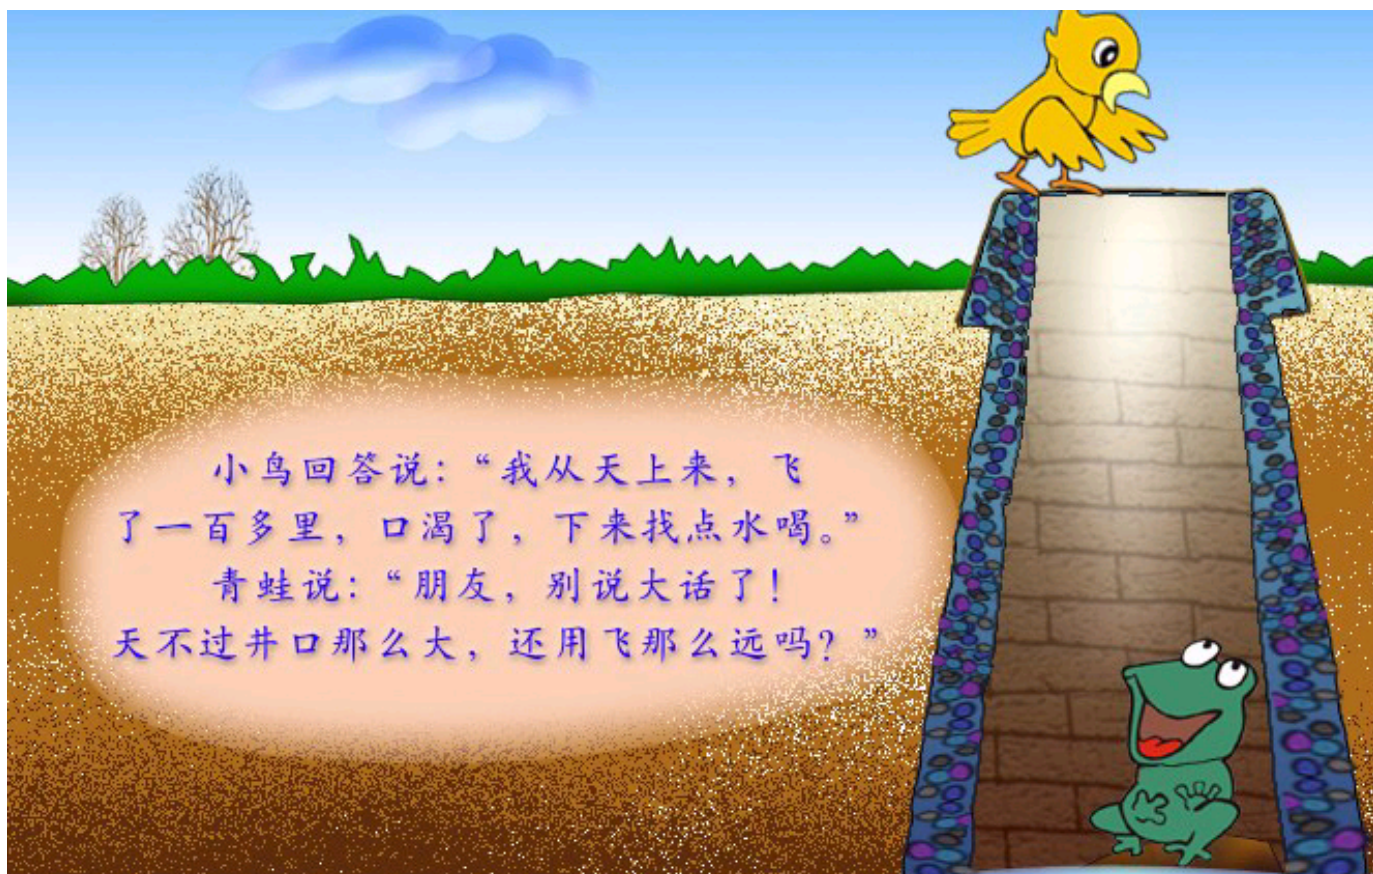 小鸟回答说：“我从天上来，飞
了一百多里，口渴了，下来找点水喝。”
青蛙说：“朋友，别说大话了！
天不过井口那么大，还用飞那么远吗？”